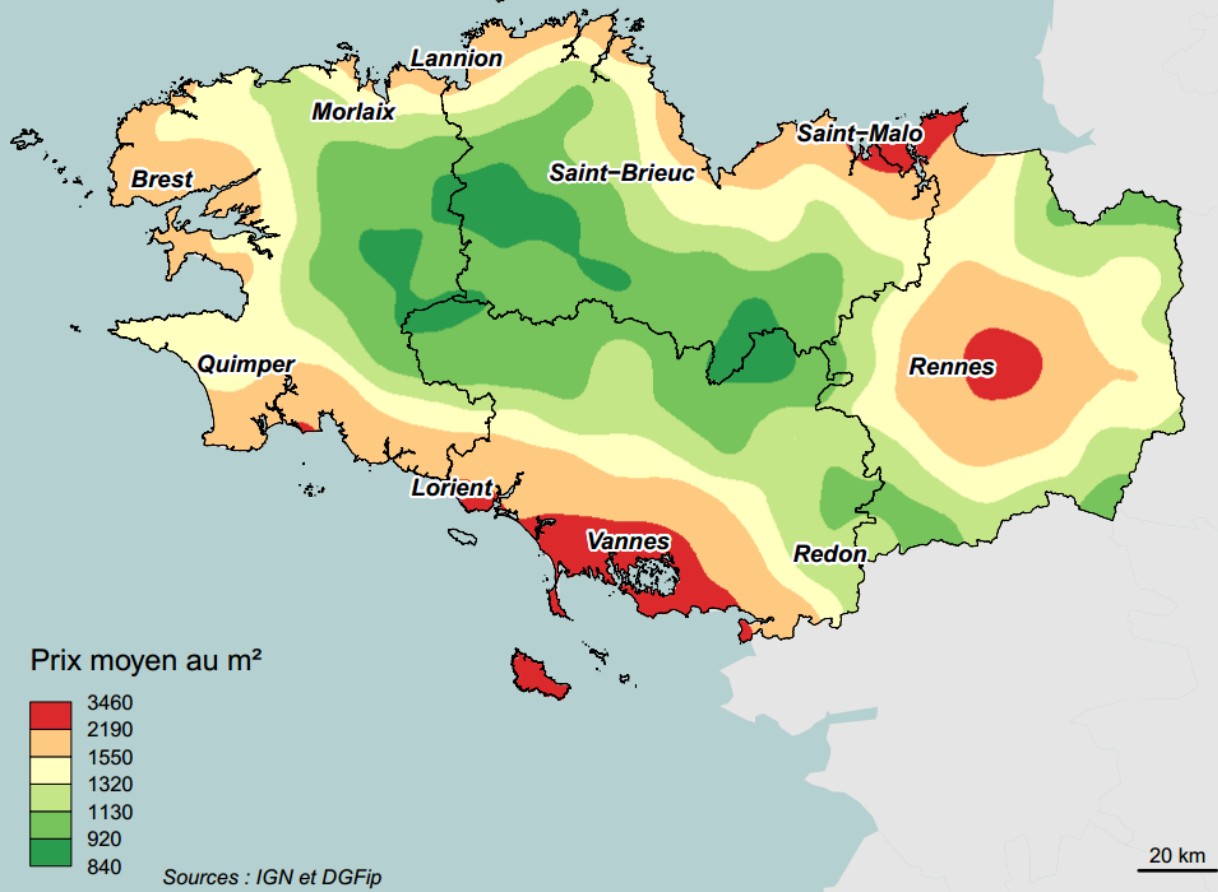 Lannion
Morlaix
Saint-Malo
Brest
Saint-Brieuc
Quimper
Rennes
Lorient
Vannes
Redon
Prix moyen au m²
3460
2190
1550
1320
1130
920
840
Sources : IGN et DGFip
20 km